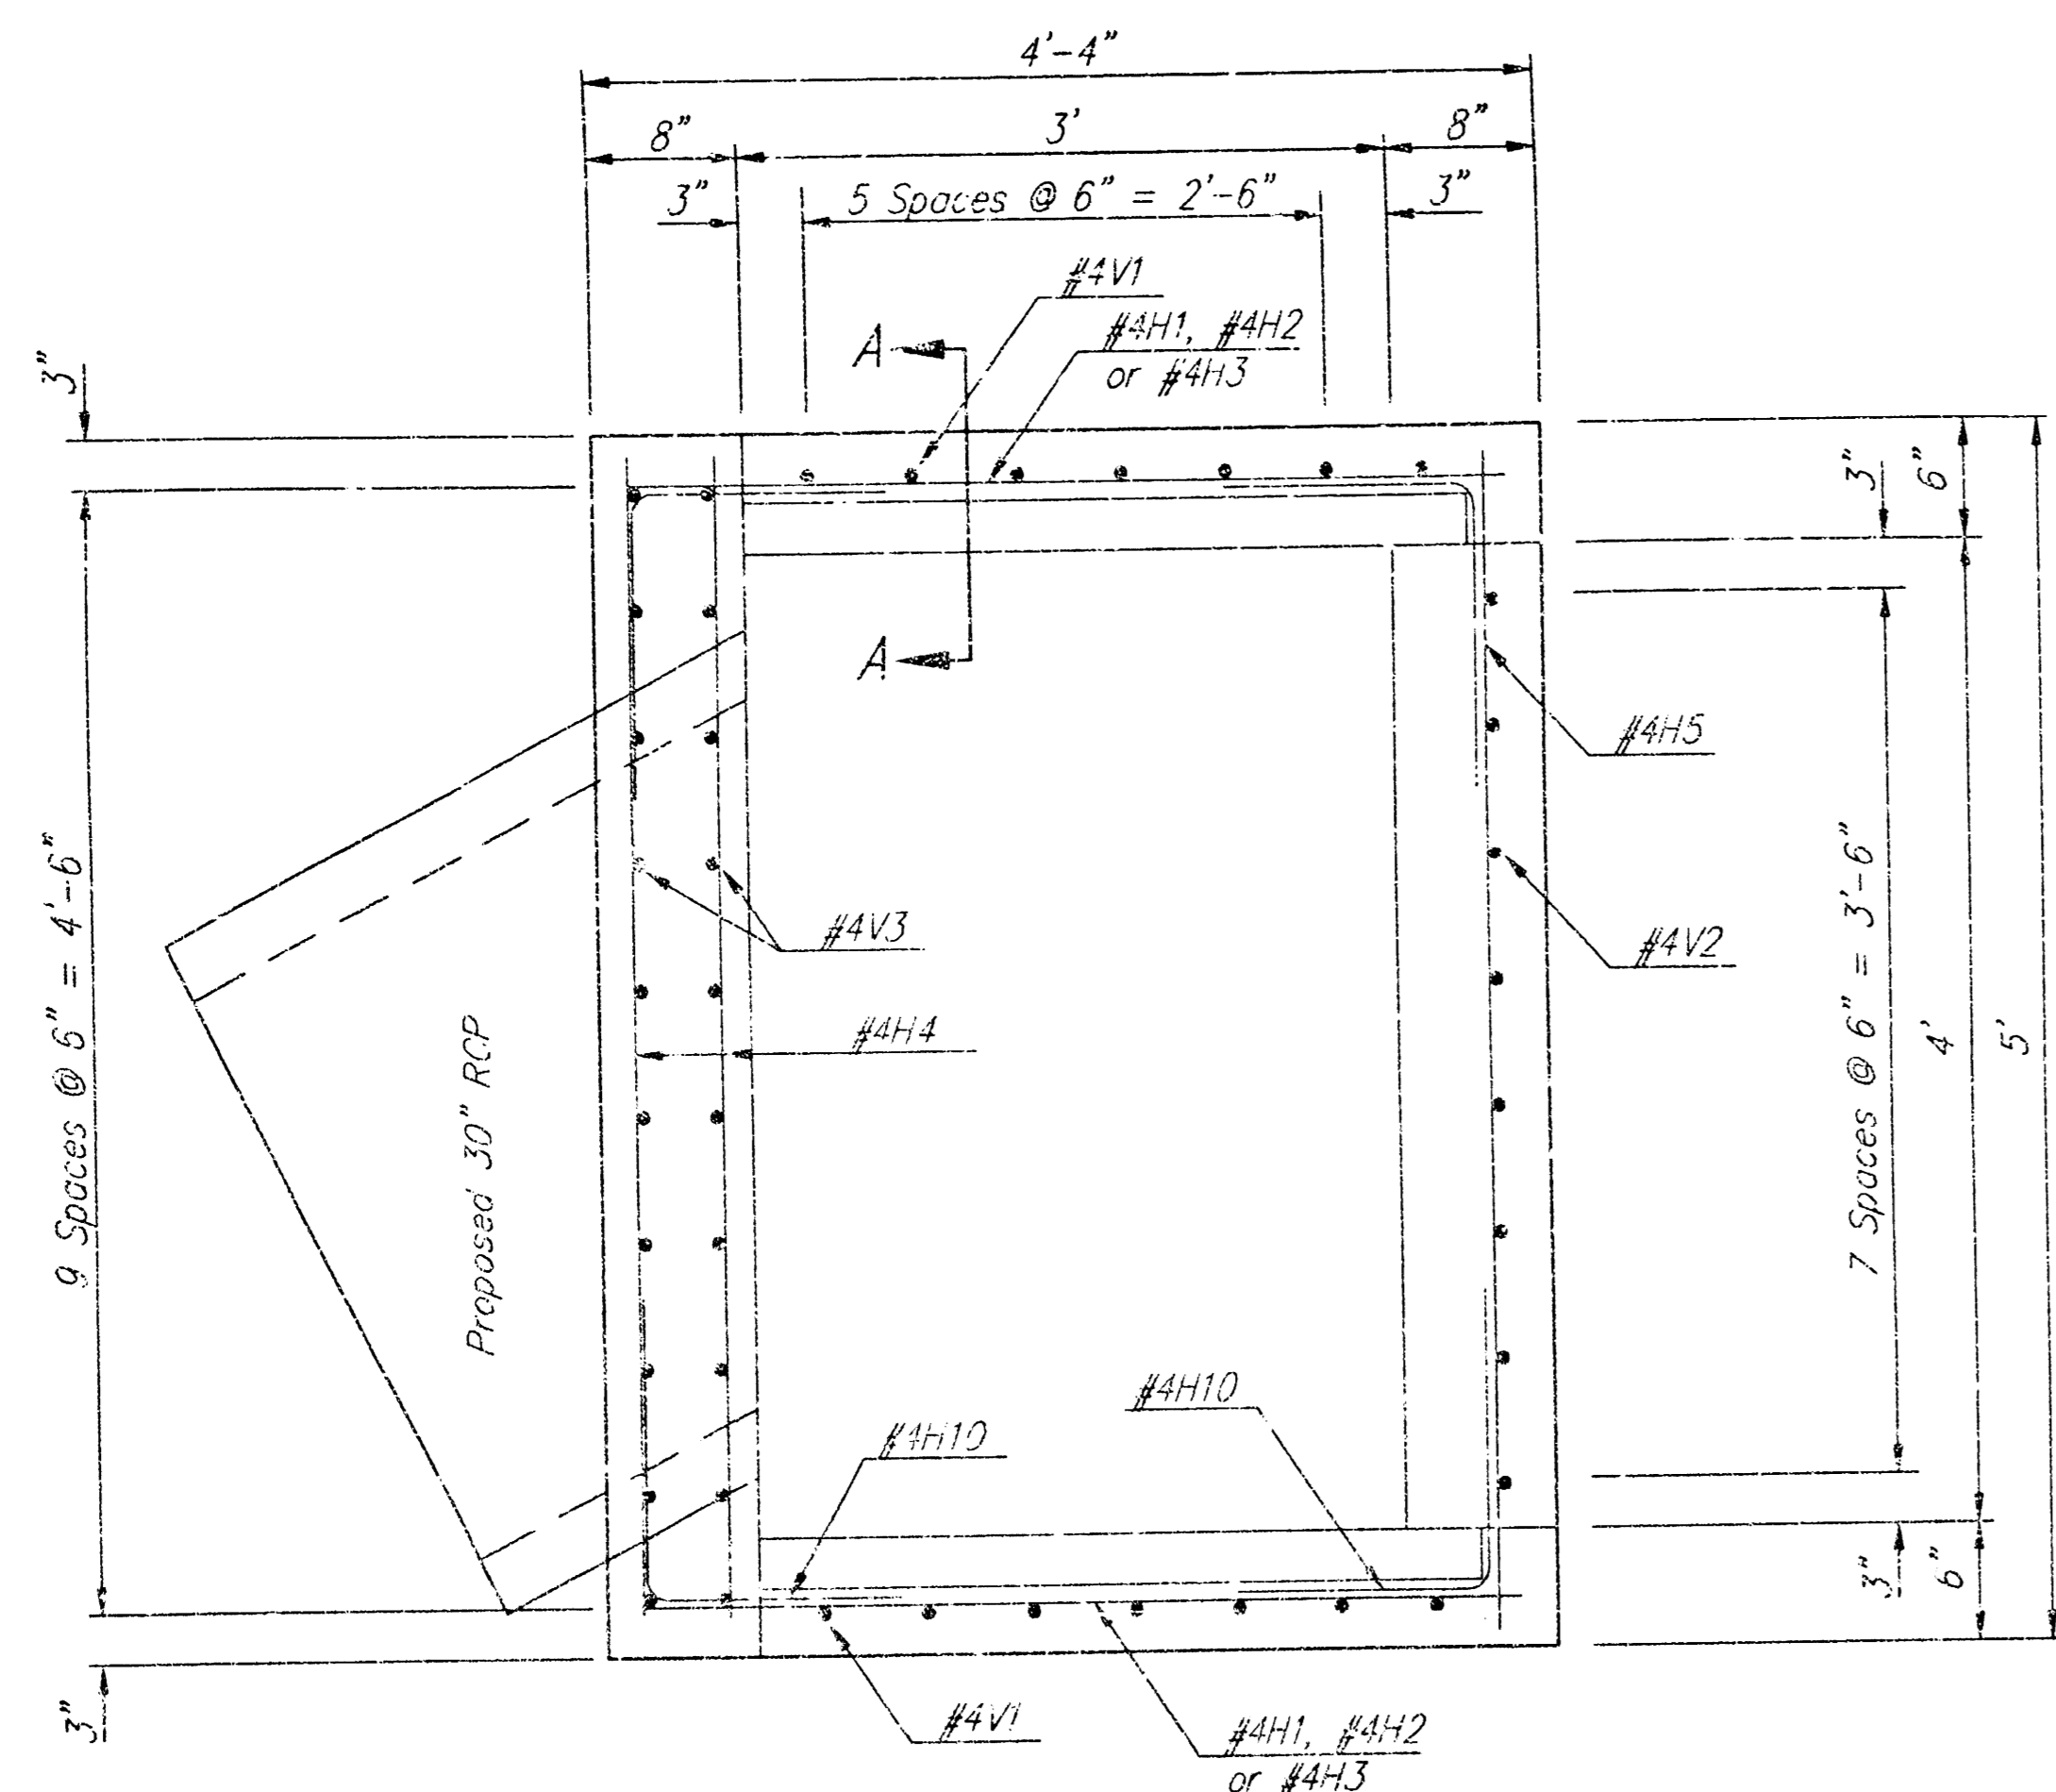 4'-4"
8" 3' 8"
3" 5 Spaces @ 6" = 2'-6" 3"
#4V1
#4H1, #4H2
or #4H3
A
A
3"
9 Spaces @ 6" = 4'-6"
3"
Proposed 30" RCP
#4V3
#4H4
#4H10
#4H10
#4H5
#4V2
3"
6"
7 Spaces @ 6" = 3'-6"
4'
5'
3"
6"
#4V1
#4H1, #4H2
or #4H3